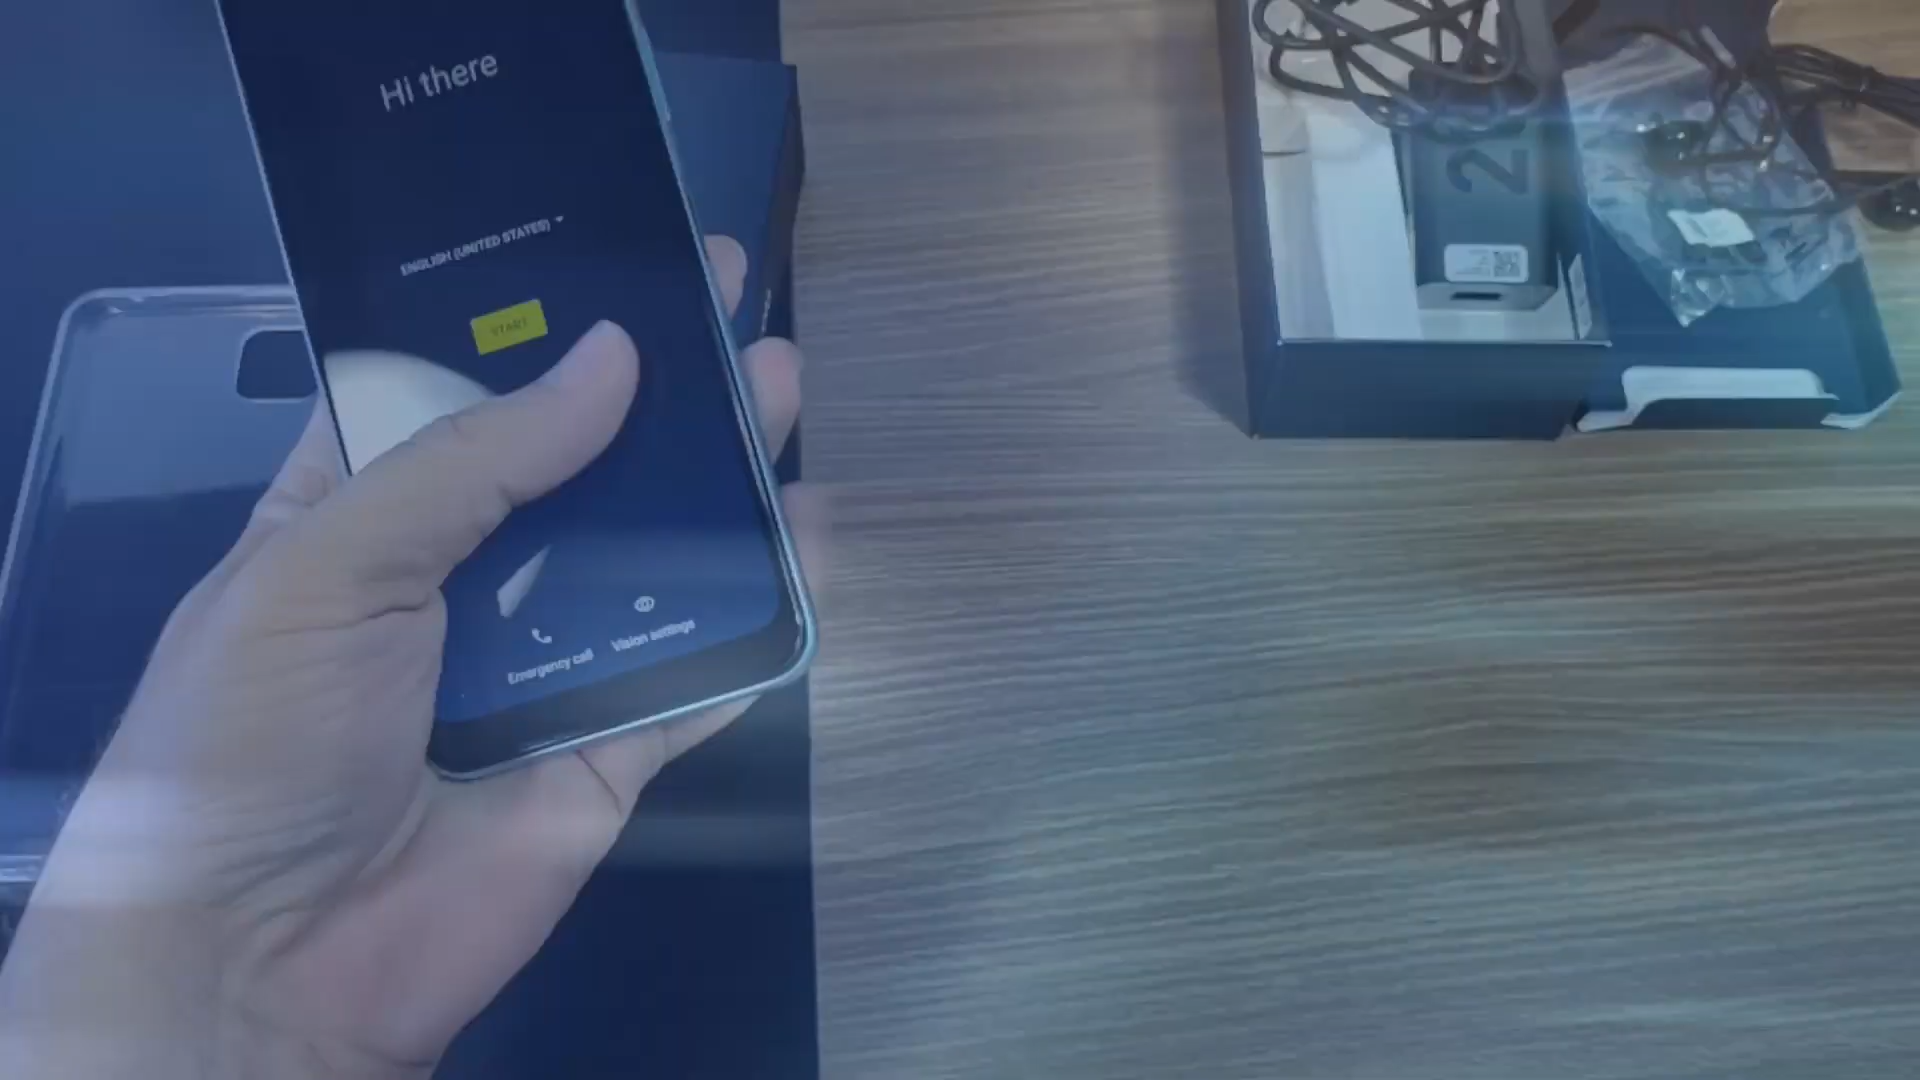 Hi there
ENGLISH (UNITED STATES)
START
Emergency call
Vision settings